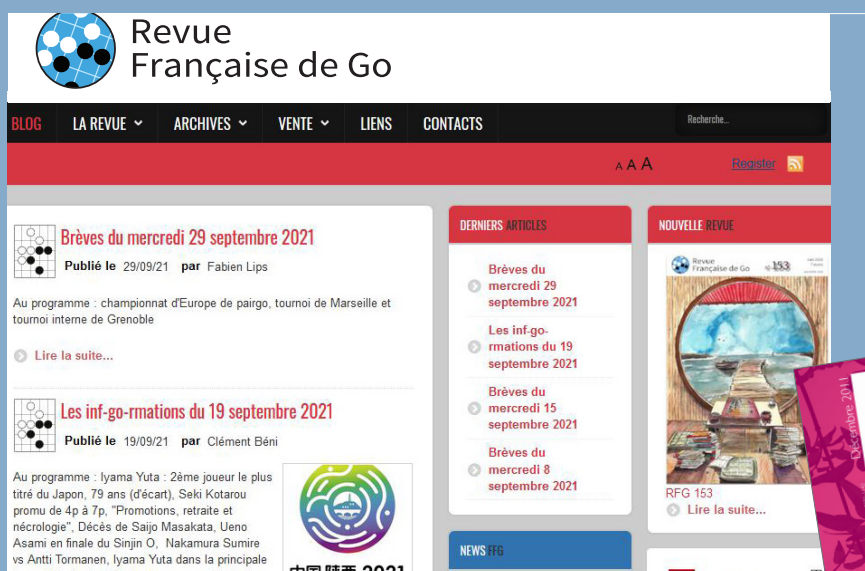 Revue
Française de Go
BLOG LA REVUE ARCHIVES VENTE LIENS CONTACTS
Recherche...
A A A
Register
Brèves du mercredi 29 septembre 2021
Publié le 29/09/21 par Fabien Lips
Au programme : championnat d'Europe de pairgo, tournoi de Marseille et
tournoi interne de Grenoble
Lire la suite...
Les inf-go-rmations du 19 septembre 2021
Publié le 19/09/21 par Clément Béni
Au programme : Iyama Yuta : 2ème joueur le plus
titré du Japon, 79 ans (d'écart), Seki Kotarou
promu de 4p à 7p, "Promotions, retraite et
nécrologie", Décès de Saijo Masakata, Ueno
Asami en finale du Sinjin O, Nakamura Sumire
vs Antti Tormanen, Iyama Yuta dans la principale
中国 陕西 2021
DERNIERS ARTICLES
Brèves du
mercredi 29
septembre 2021
Les inf-go-
rmations du 19
septembre 2021
Brèves du
mercredi 15
septembre 2021
Brèves du
mercredi 8
septembre 2021
NEWS FFG
NOUVELLE REVUE
Revue
Française de Go
153
RFG 153
Lire la suite...
Décembre 2011